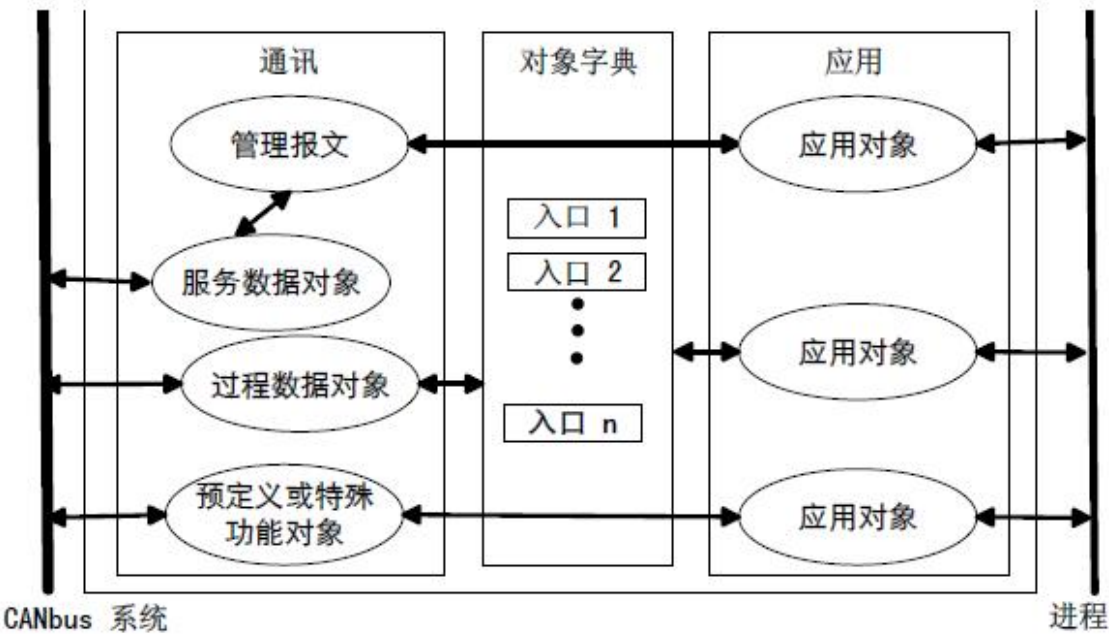 通讯
对象字典
应用
管理报文
应用对象
入口 1
服务数据对象
入口 2
过程数据对象
应用对象
入口 n
预定义或特殊
功能对象
应用对象
CANbus 系统
进程